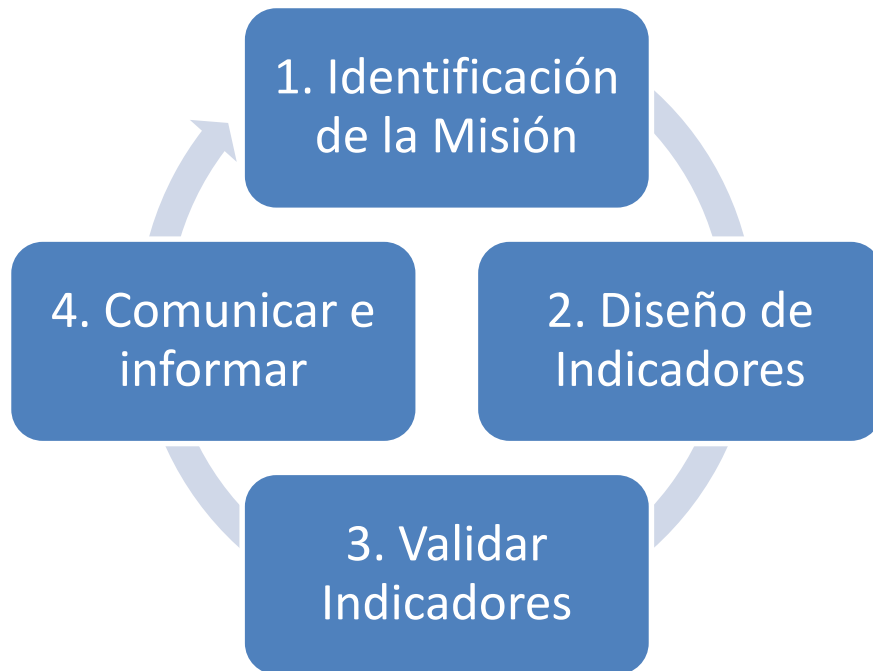 1. Identificación
de la Misión
2. Diseño de
Indicadores
3. Validar
Indicadores
4. Comunicar e
informar